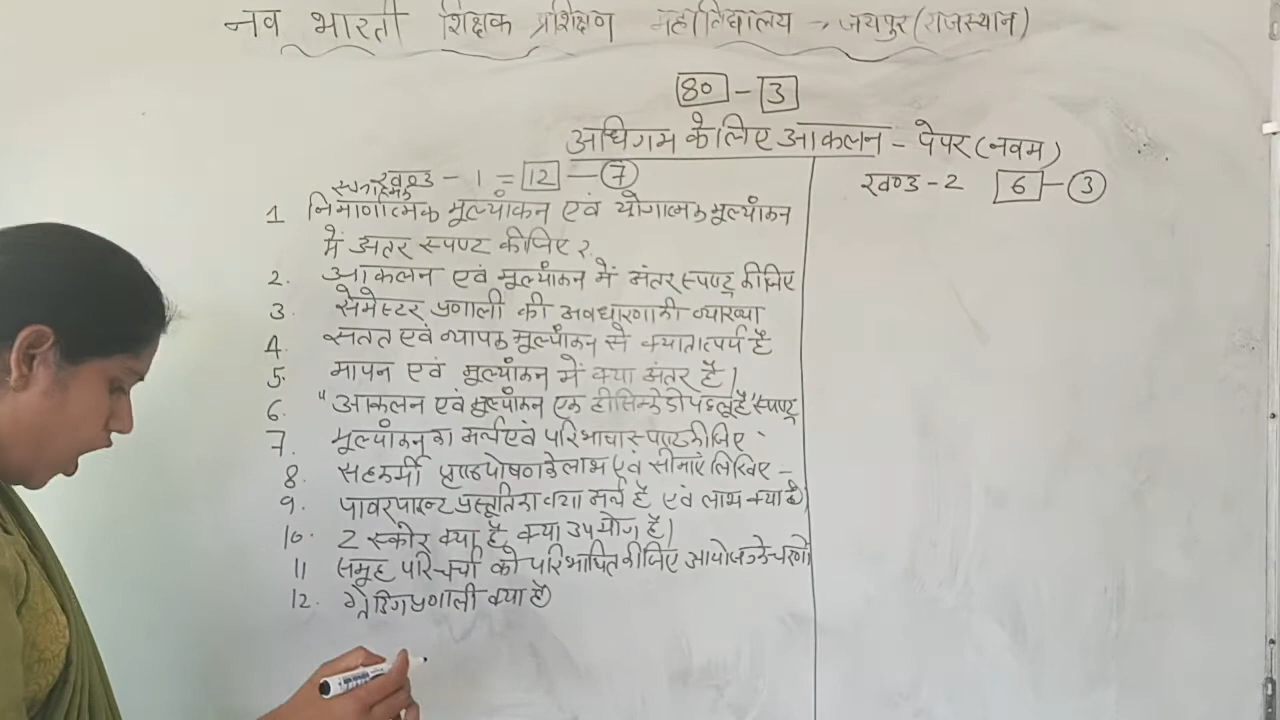 नव भारती शिक्षक प्रशिक्षण महाविद्यालय → जयपुर (राजस्थान)
80 - 3
अधिगम के लिए आकलन - पेपर (नवम)
खण्ड - 1 = 12 - 7
निमाणात्मक मूल्यांकन एवं योगात्मक मूल्यांकन
1
में अंतर स्पष्ट कीजिए ?
2. आकलन एवं मूल्यांकन में अंतर स्पष्ट कीजिए
3. सेमेस्टर प्रणाली की अवधारणा की व्याख्या
4. सतत एवं व्यापक मूल्यांकन से क्या तात्पर्य है
5. मापन एवं मूल्यांकन में क्या अंतर है।
6. "आकलन एवं मूल्यांकन एक ही सिक्के के दो पहलू है" स्पष्ट
7. मूल्यांकन का अर्थ एवं परिभाषा स्पष्ट कीजिए
8. सहकर्मी पृष्ठपोषण के लाभ एवं सीमाएं लिखिए -
9. पावरपाइन्ट प्रस्तुति का क्या अर्थ है एवं लाभ क्या है
10. Z स्कोर क्या है, क्या उपयोग है।
11 समूह परिचर्चा को परिभाषित कीजिए आयोजन के चरणो
12. ग्रेडिंग प्रणाली क्या है
खण्ड - 2 6 - 3